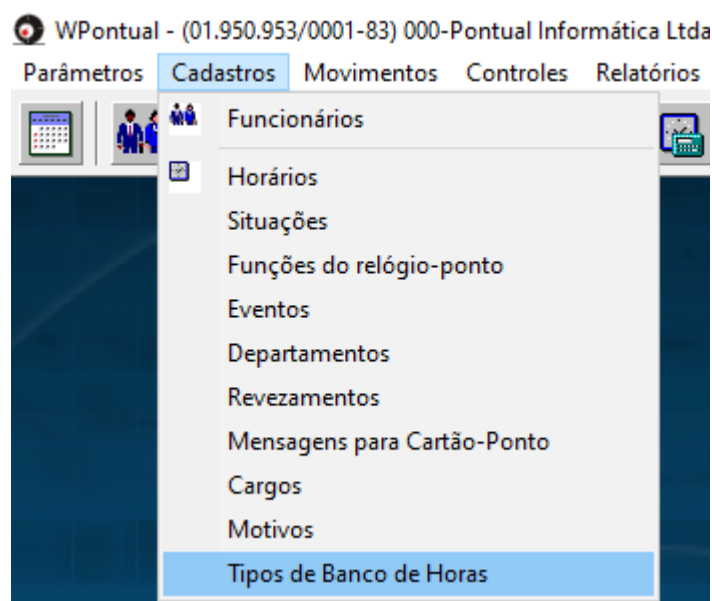 WPontual - (01.950.953/0001-83) 000-Pontual Informática Ltda
Parâmetros Cadastros Movimentos Controles Relatórios
Funcionários
Horários
Situações
Funções do relógio-ponto
Eventos
Departamentos
Revezamentos
Mensagens para Cartão-Ponto
Cargos
Motivos
Tipos de Banco de Horas